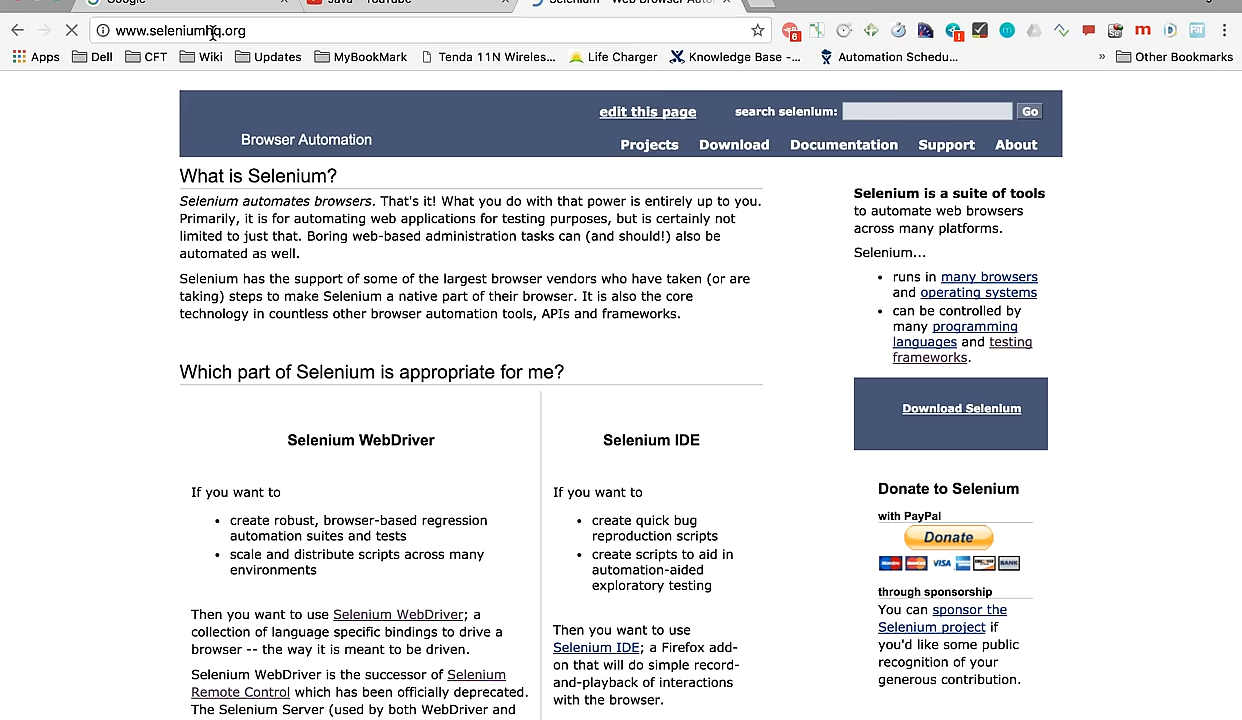 Google
Java - YouTube
Selenium - Web Browser Auto
www.seleniumhq.org
6
!
Apps Dell CFT Wiki Updates MyBookMark Tenda 11N Wireles... Life Charger Knowledge Base -... Automation Schedu... » Other Bookmarks
edit this page search selenium: Go
Browser Automation
Projects Download Documentation Support About
What is Selenium?
Selenium automates browsers. That's it! What you do with that power is entirely up to you.
Primarily, it is for automating web applications for testing purposes, but is certainly not
limited to just that. Boring web-based administration tasks can (and should!) also be
automated as well.
Selenium has the support of some of the largest browser vendors who have taken (or are
taking) steps to make Selenium a native part of their browser. It is also the core
technology in countless other browser automation tools, APIs and frameworks.
Which part of Selenium is appropriate for me?
Selenium WebDriver
If you want to
• create robust, browser-based regression
automation suites and tests
• scale and distribute scripts across many
environments
Then you want to use Selenium WebDriver; a
collection of language specific bindings to drive a
browser -- the way it is meant to be driven.
Selenium WebDriver is the successor of Selenium
Remote Control which has been officially deprecated.
The Selenium Server (used by both WebDriver and
Selenium IDE
If you want to
• create quick bug
reproduction scripts
• create scripts to aid in
automation-aided
exploratory testing
Then you want to use
Selenium IDE; a Firefox add-
on that will do simple record-
and-playback of interactions
with the browser.
Selenium is a suite of tools
to automate web browsers
across many platforms.
Selenium...
• runs in many browsers
and operating systems
• can be controlled by
many programming
languages and testing
frameworks.
Download Selenium
Donate to Selenium
with PayPal
Donate
VISA BANK
through sponsorship
You can sponsor the
Selenium project if
you'd like some public
recognition of your
generous contribution.